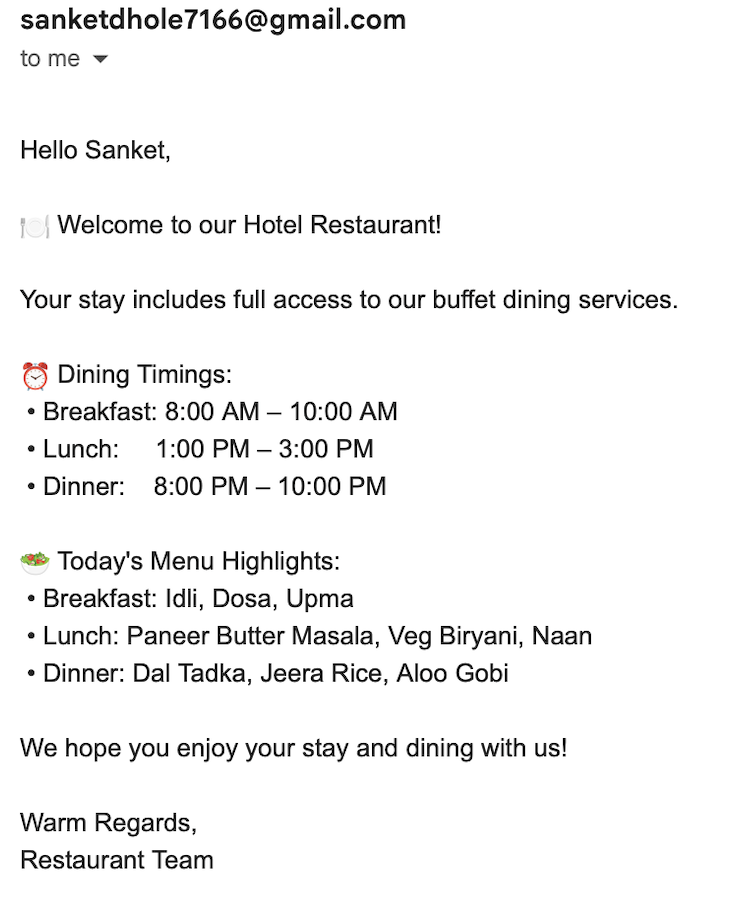 sanketdhole7166@gmail.com
to me
Hello Sanket,
🍽️ Welcome to our Hotel Restaurant!
Your stay includes full access to our buffet dining services.
⏰ Dining Timings:
• Breakfast: 8:00 AM – 10:00 AM
• Lunch: 1:00 PM – 3:00 PM
• Dinner: 8:00 PM – 10:00 PM
🥗 Today's Menu Highlights:
• Breakfast: Idli, Dosa, Upma
• Lunch: Paneer Butter Masala, Veg Biryani, Naan
• Dinner: Dal Tadka, Jeera Rice, Aloo Gobi
We hope you enjoy your stay and dining with us!
Warm Regards,
Restaurant Team